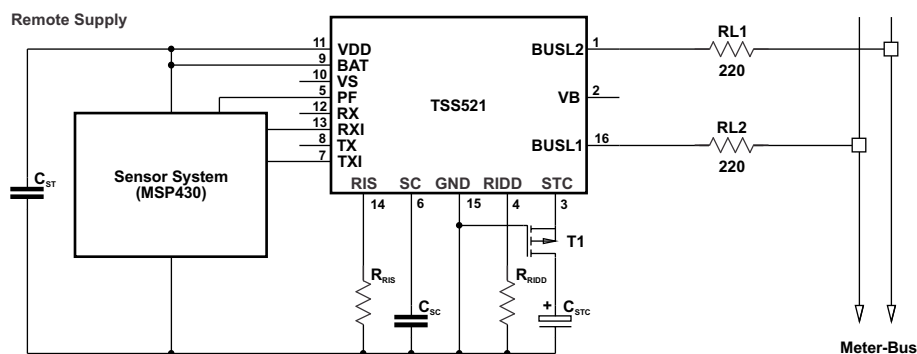 Remote Supply
11 VDD
9 BAT
10 VS
5 PF
12 RX
13 RXI
8 TX
7 TXI
TSS521
BUSL2 1
VB 2
BUSL1 16
RIS SC GND RIDD STC
14 6 15 4 3
RL1
220
RL2
220
Sensor System
(MSP430)
CST
T1
RRIS
CSC
RRIDD
+
CSTC
Meter-Bus